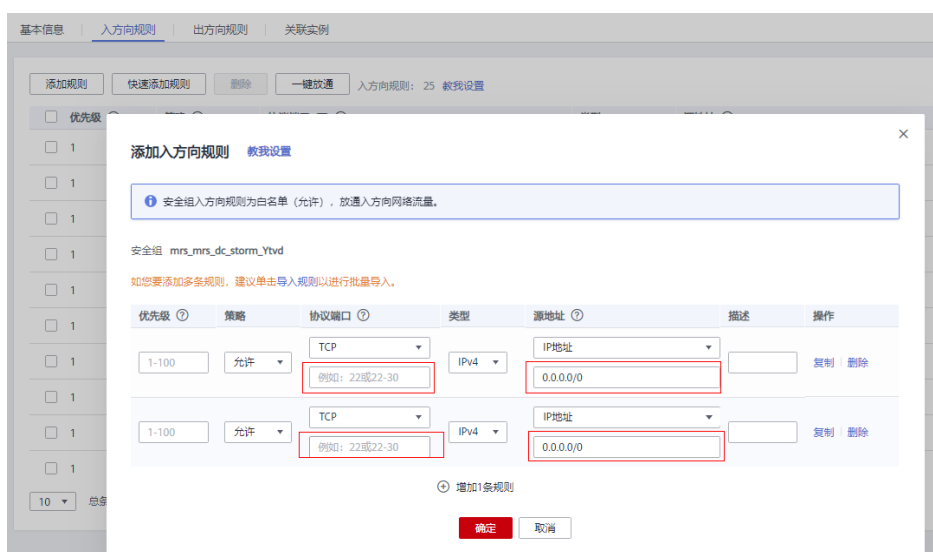 基本信息 入方向规则 出方向规则 关联实例
添加规则 快速添加规则 删除 一键放通 入方向规则: 25 教我设置
优先级
1
添加入方向规则 教我设置
1
安全组入方向规则为白名单（允许），放通入方向网络流量。
1
安全组 mrs_mrs_dc_storm_Ytvd
1
如您要添加多条规则，建议单击导入规则以进行批量导入。
1
优先级 策略 协议端口 类型 源地址 描述 操作
1
TCP IP地址
1-100 允许 IPv4 复制 删除
1
例如：22或22-30 0.0.0.0/0
1
TCP IP地址
1
1-100 允许 IPv4 复制 删除
例如：22或22-30 0.0.0.0/0
1
增加1条规则
10 总
确定 取消